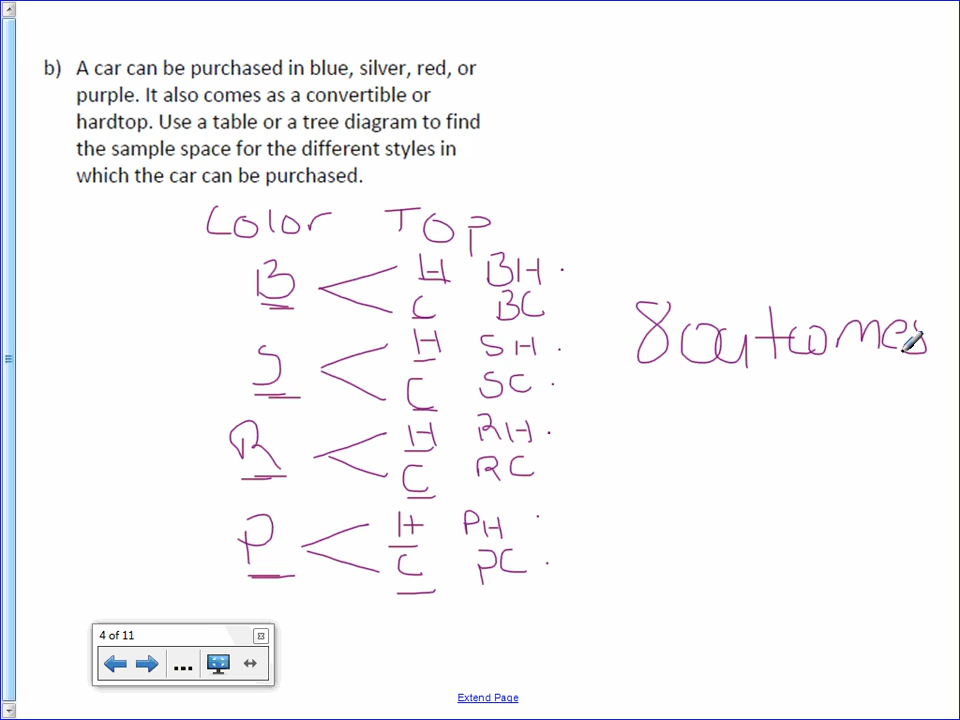 b) A car can be purchased in blue, silver, red, or
purple. It also comes as a convertible or
hardtop. Use a table or a tree diagram to find
the sample space for the different styles in
which the car can be purchased.
Color TOP
B H BH
C BC
S H SH
C SC
R H RH
C RC
P H PH
C PC
8 outcomes
4 of 11
...
Extend Page